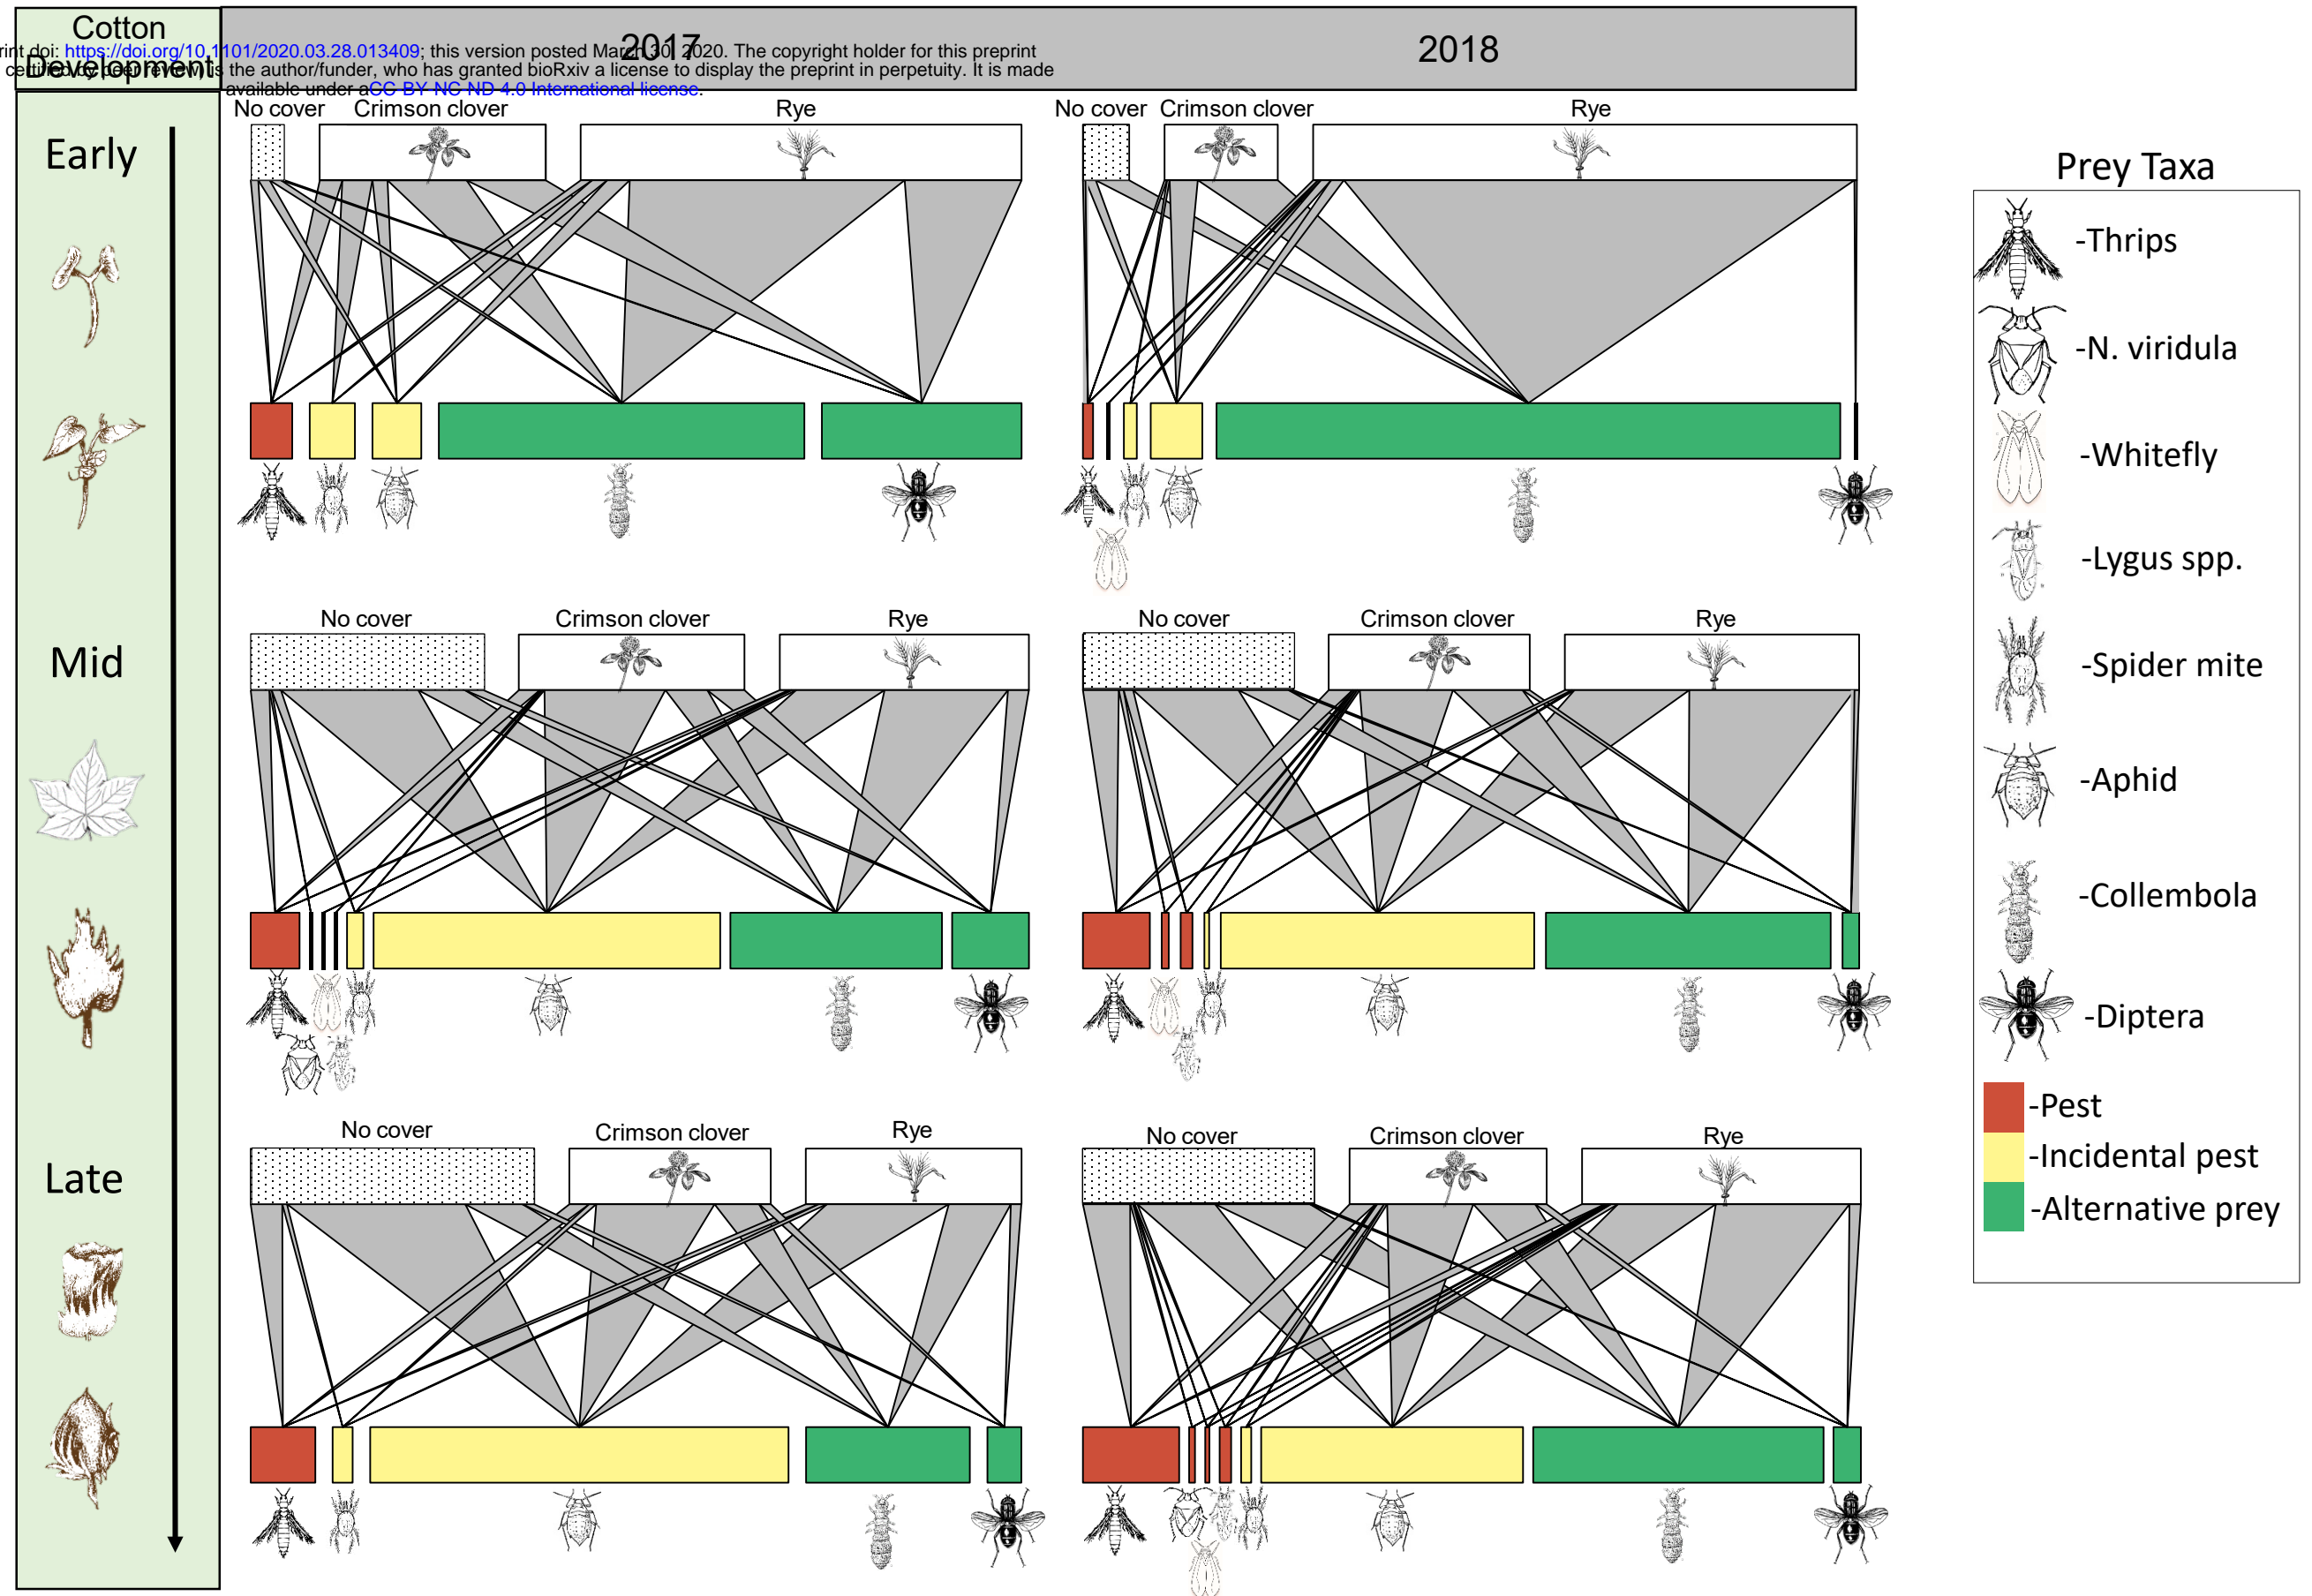 Cotton
Development
2017
2018
rint doi: https://doi.org/10.1101/2020.03.28.013409; this version posted March 30, 2020. The copyright holder for this preprint
certified by peer review) is the author/funder, who has granted bioRxiv a license to display the preprint in perpetuity. It is made
available under aCC-BY-NC-ND 4.0 International license.
No cover Crimson clover Rye
No cover Crimson clover Rye
Early
Prey Taxa
-Thrips
-N. viridula
-Whitefly
-Lygus spp.
-Spider mite
-Aphid
-Collembola
-Diptera
-Pest
-Incidental pest
-Alternative prey
No cover Crimson clover Rye
No cover Crimson clover Rye
Mid
No cover Crimson clover Rye
No cover Crimson clover Rye
Late